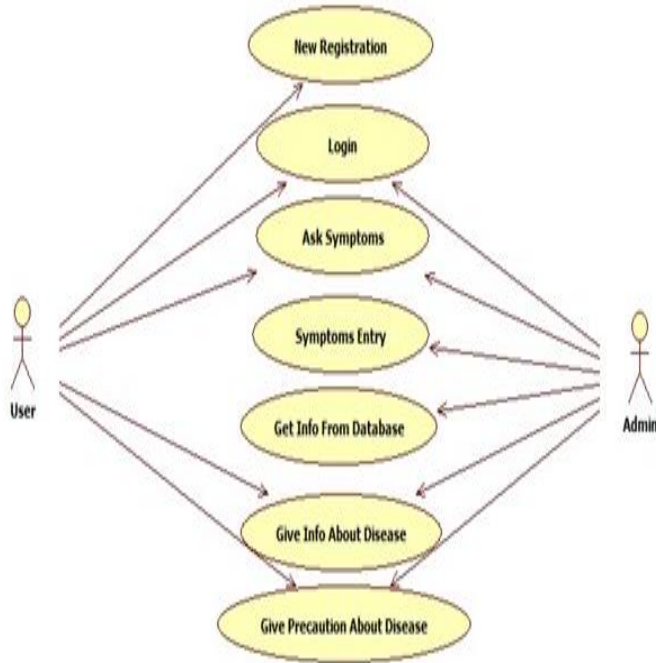 New Registration
Login
Ask Symptoms
Symptoms Entry
User
Admin
Get Info From Database
Give Info About Disease
Give Precaution About Disease